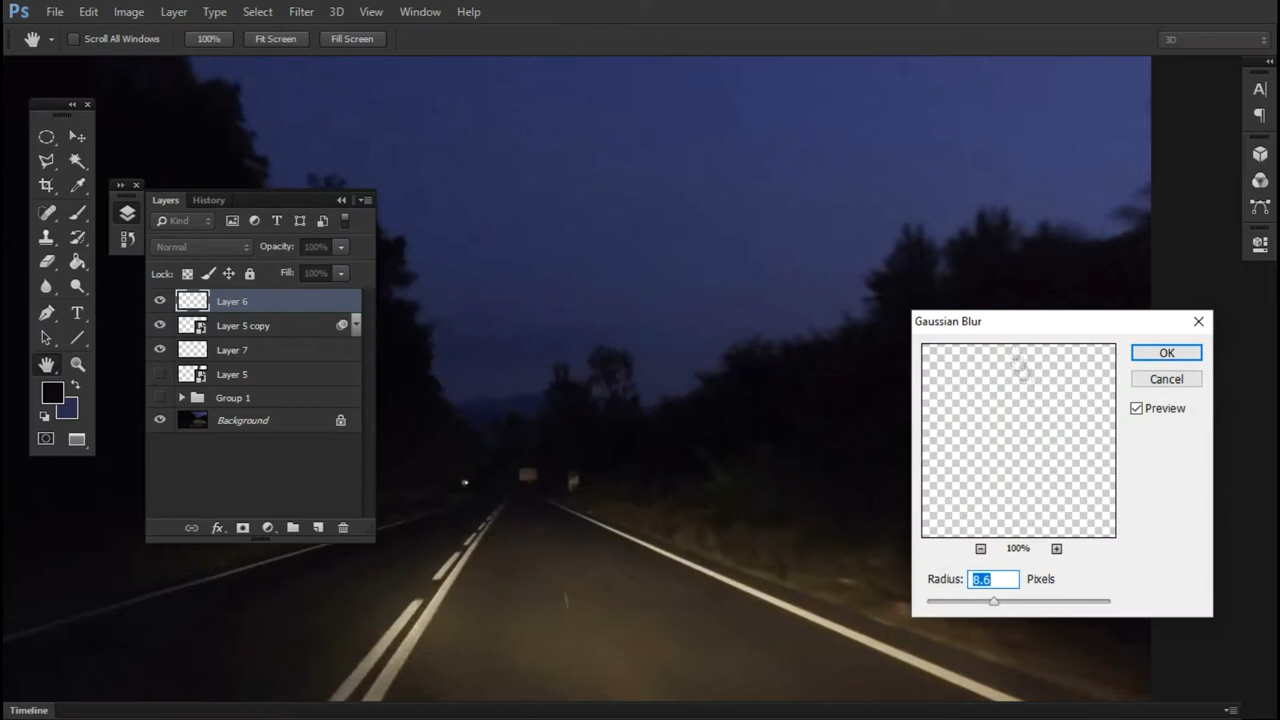 Ps File Edit Image Layer Type Select Filter 3D View Window Help
Scroll All Windows 100% Fit Screen Fill Screen 3D
Layers History
Kind
Normal Opacity: 100%
Lock: Fill: 100%
Layer 6
Layer 5 copy
Layer 7
Layer 5
Group 1
Background
Gaussian Blur
OK
Cancel
Preview
100%
Radius: 8.6 Pixels
Timeline